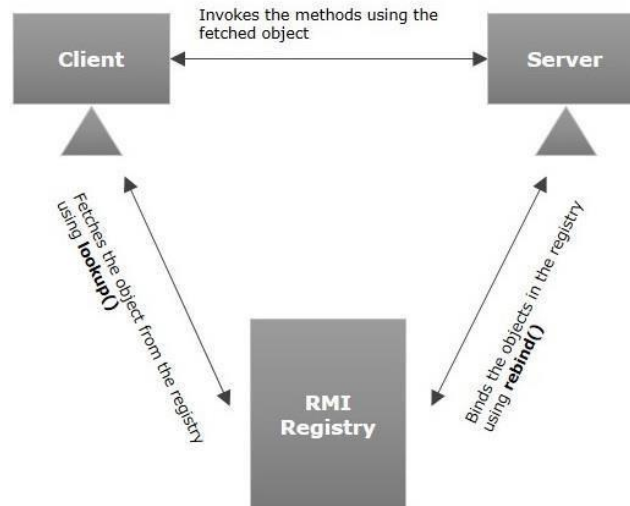 Invokes the methods using the
fetched object
Client
Server
Fetches the object from the registry
using lookup()
Binds the objects in the registry
using rebind()
RMI
Registry